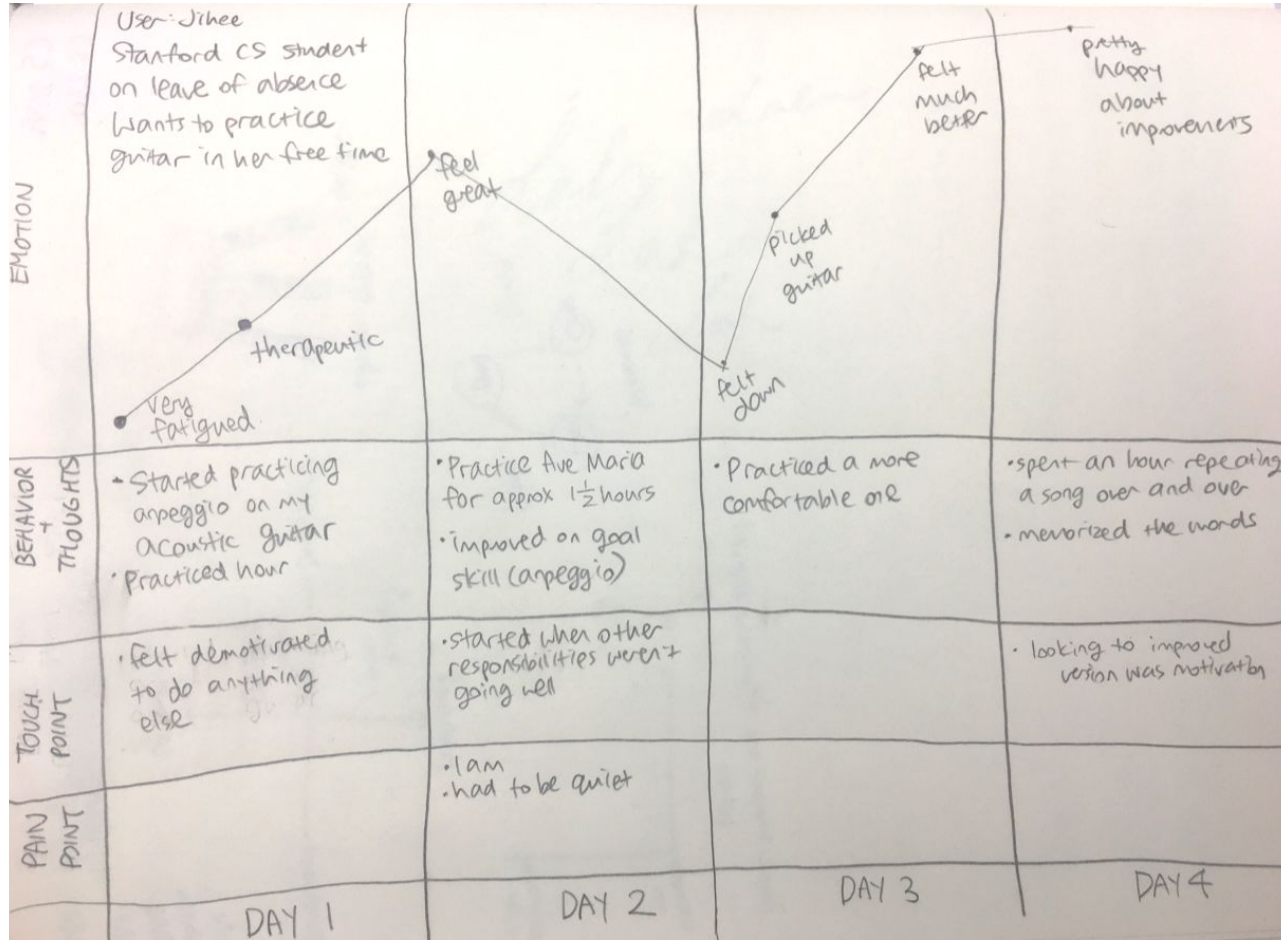 User: Jihee
Stanford CS student
on leave of absence
Wants to practice
guitar in her free time
EMOTION
very
fatigued
therapeutic
feel
great
felt
down
picked
up
guitar
felt
much
better
pretty
happy
about
improvements
BEHAVIOR
+
THOUGHTS
• Started practicing
arpeggio on my
acoustic guitar
• Practiced hour
• Practice Ave Maria
for approx 1 1/2 hours
• improved on goal
skill (arpeggio)
• Practiced a more
comfortable one
• spent an hour repeating
a song over and over
• memorized the words
TOUCH
POINT
• felt demotivated
to do anything
else
• started when other
responsibilities weren't
going well
• looking to improved
version was motivation
PAIN
POINT
• 1am
• had to be quiet
DAY 1
DAY 2
DAY 3
DAY 4